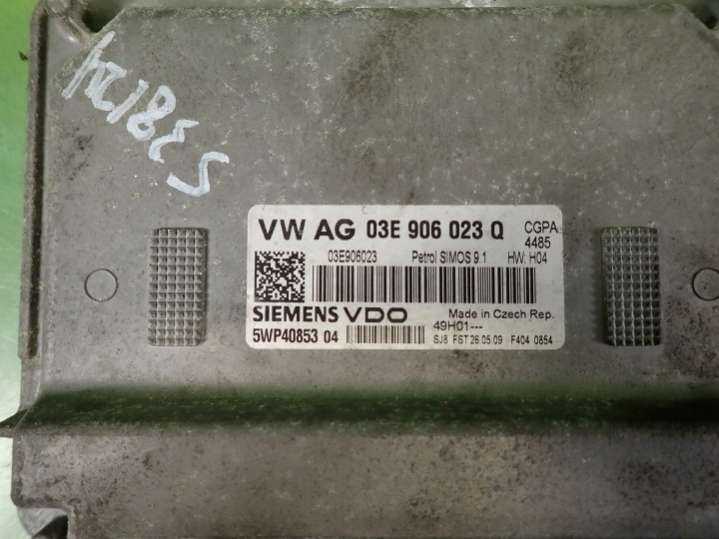 VW AG 03E 906 023 Q CGPA
4485
03E906023 Petrol SIMOS 9.1 HW: H04
SIEMENS VDO Made in Czech Rep.
49H01---
5WP40853 04 SJ8 FST 26.05.09 F404 0854